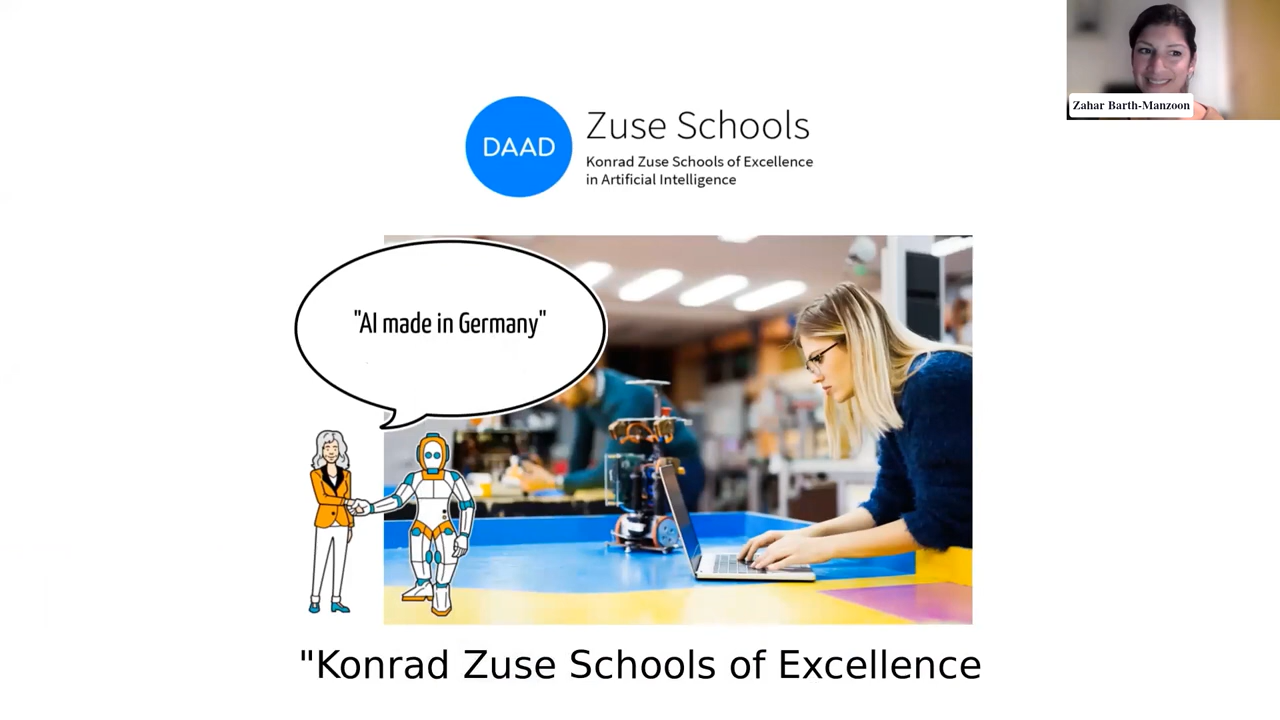 Zahar Barth-Manzoon
DAAD
Zuse Schools
Konrad Zuse Schools of Excellence
in Artificial Intelligence
"AI made in Germany"
"Konrad Zuse Schools of Excellence